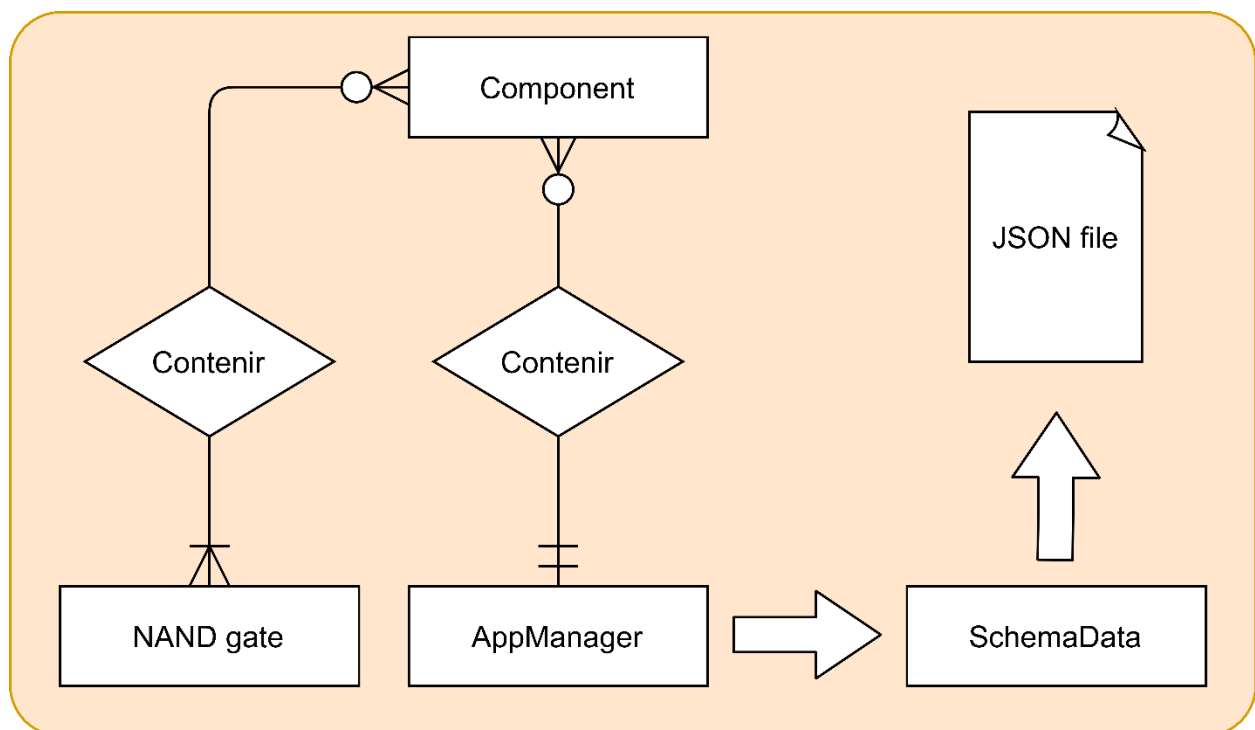 Component
JSON file
Contenir
Contenir
NAND gate
AppManager
SchemaData